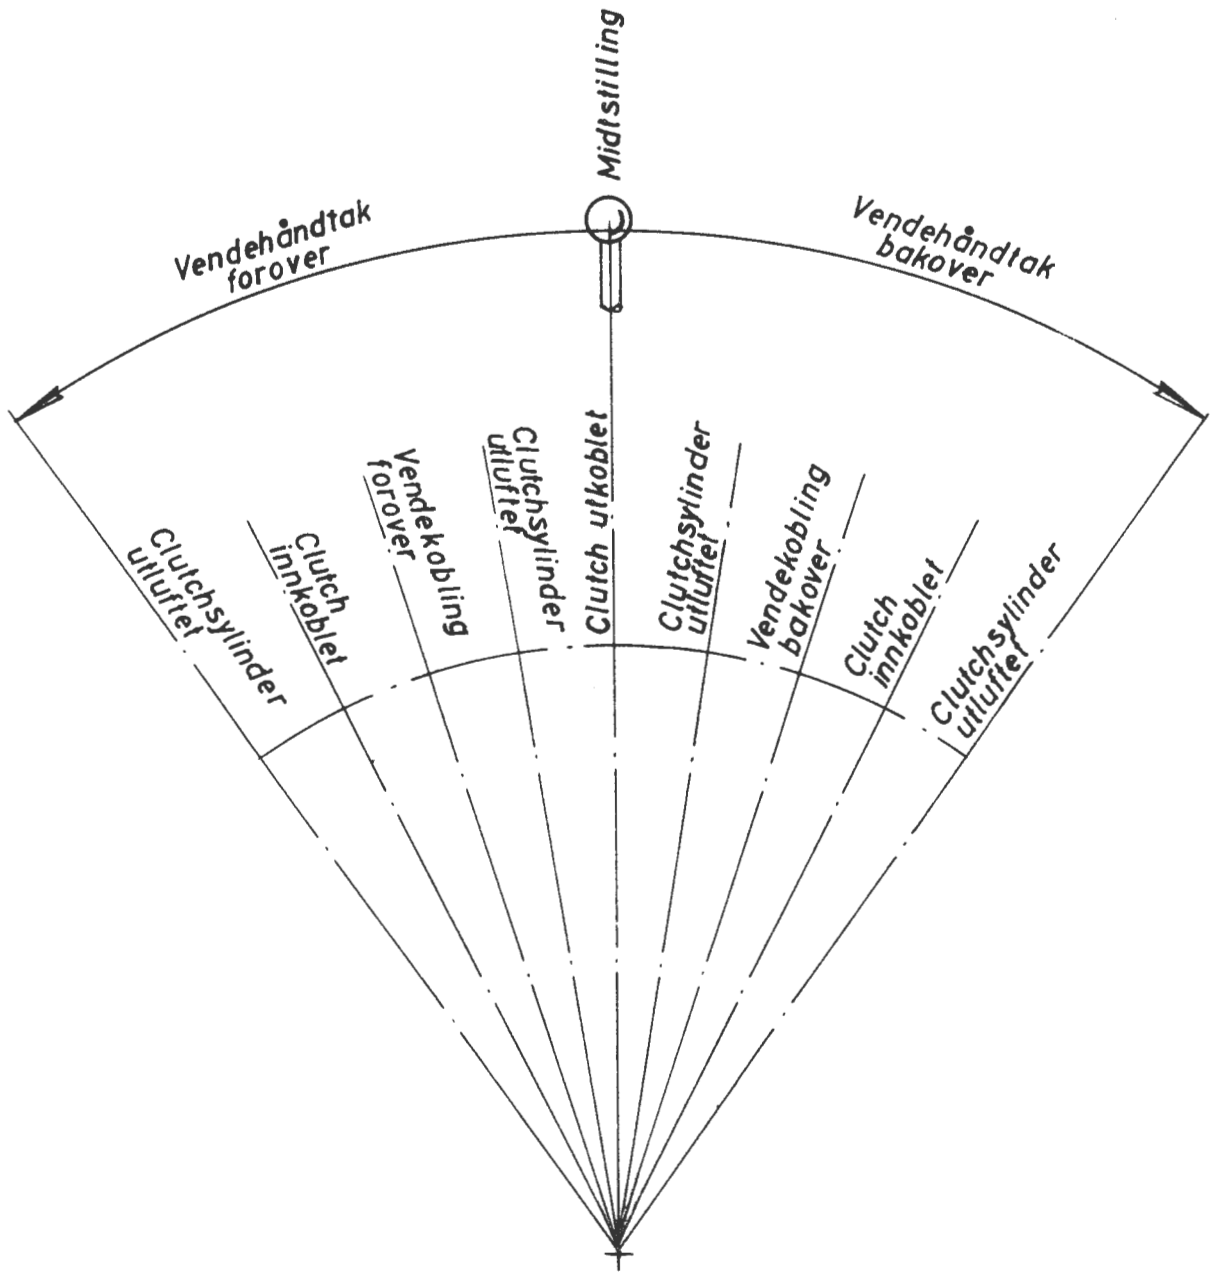 Midtstilling
Vendehåndtak
forover
Vendehåndtak
bakover
Clutchsylinder
utluftet
Clutch
innkoblet
Vendekobling
forover
Clutchsylinder
utluftet
Clutch utkoblet
Clutchsylinder
utluftet
Vendekobling
bakover
Clutch
innkoblet
Clutchsylinder
utluftet